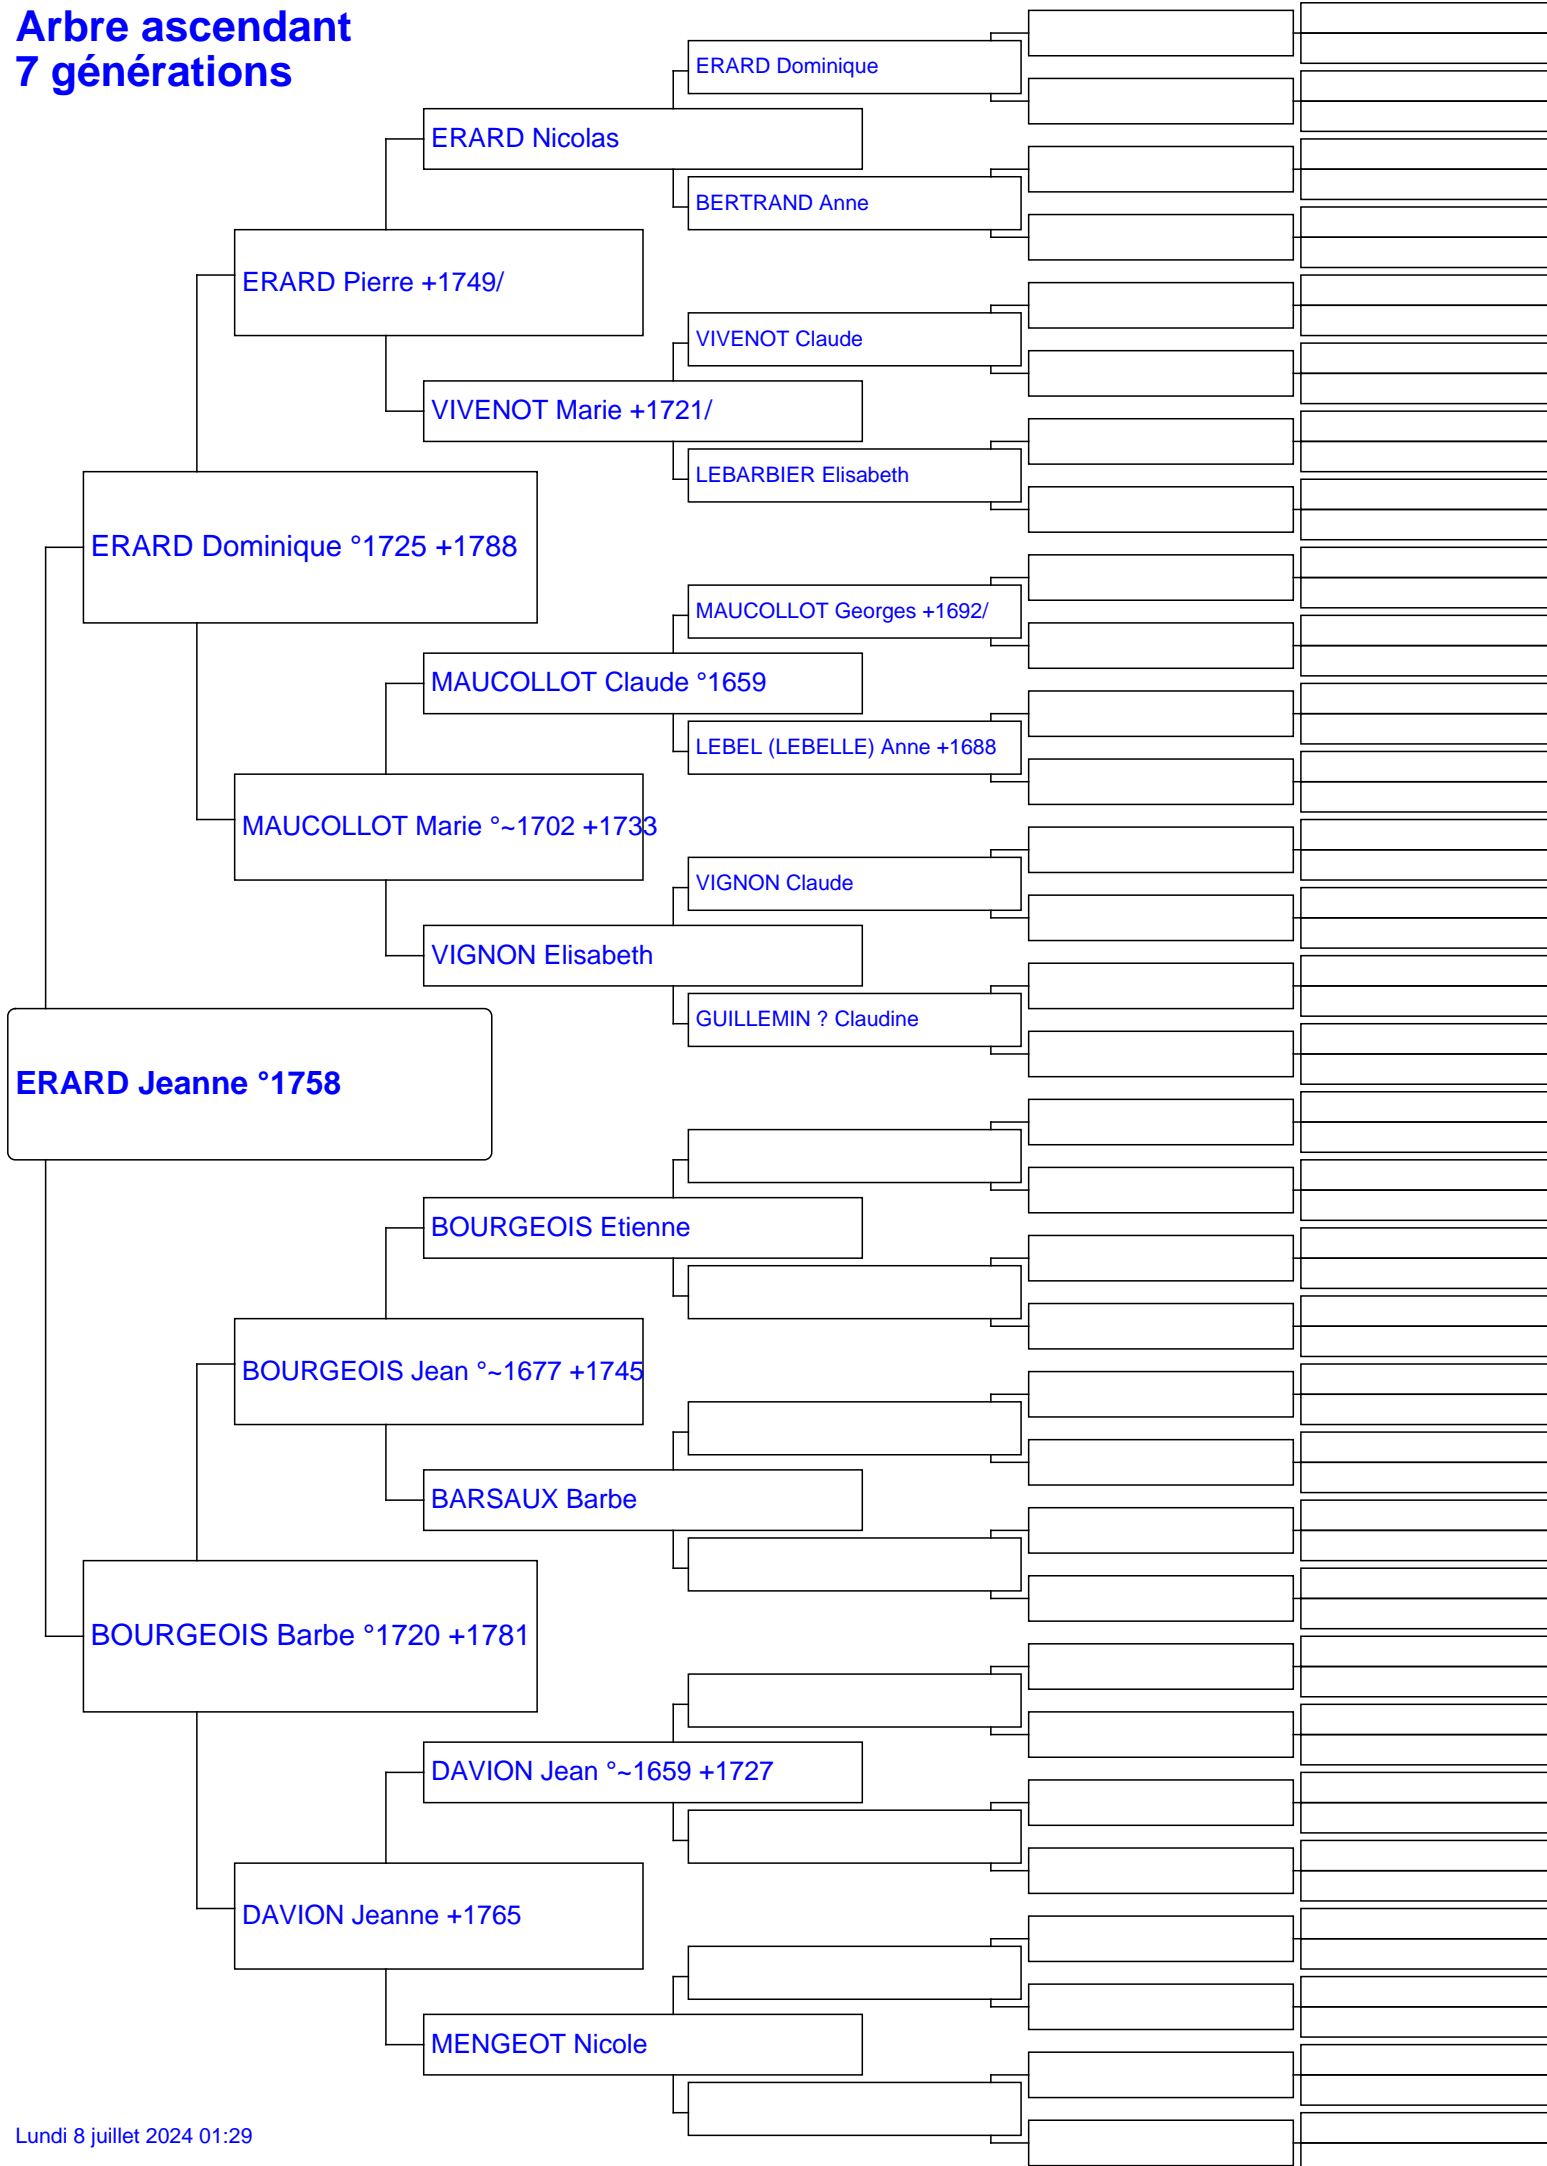 Arbre ascendant
7 générations
ERARD Dominique
ERARD Nicolas
BERTRAND Anne
ERARD Pierre +1749/
VIVENOT Claude
VIVENOT Marie +1721/
LEBARBIER Elisabeth
ERARD Dominique °1725 +1788
MAUCOLLOT Georges +1692/
MAUCOLLOT Claude °1659
LEBEL (LEBELLE) Anne +1688
MAUCOLLOT Marie °~1702 +1733
VIGNON Claude
VIGNON Elisabeth
GUILLEMIN ? Claudine
ERARD Jeanne °1758
BOURGEOIS Etienne
BOURGEOIS Jean °~1677 +1745
BARSAUX Barbe
BOURGEOIS Barbe °1720 +1781
DAVION Jean °~1659 +1727
DAVION Jeanne +1765
MENGEOT Nicole
Lundi 8 juillet 2024 01:29